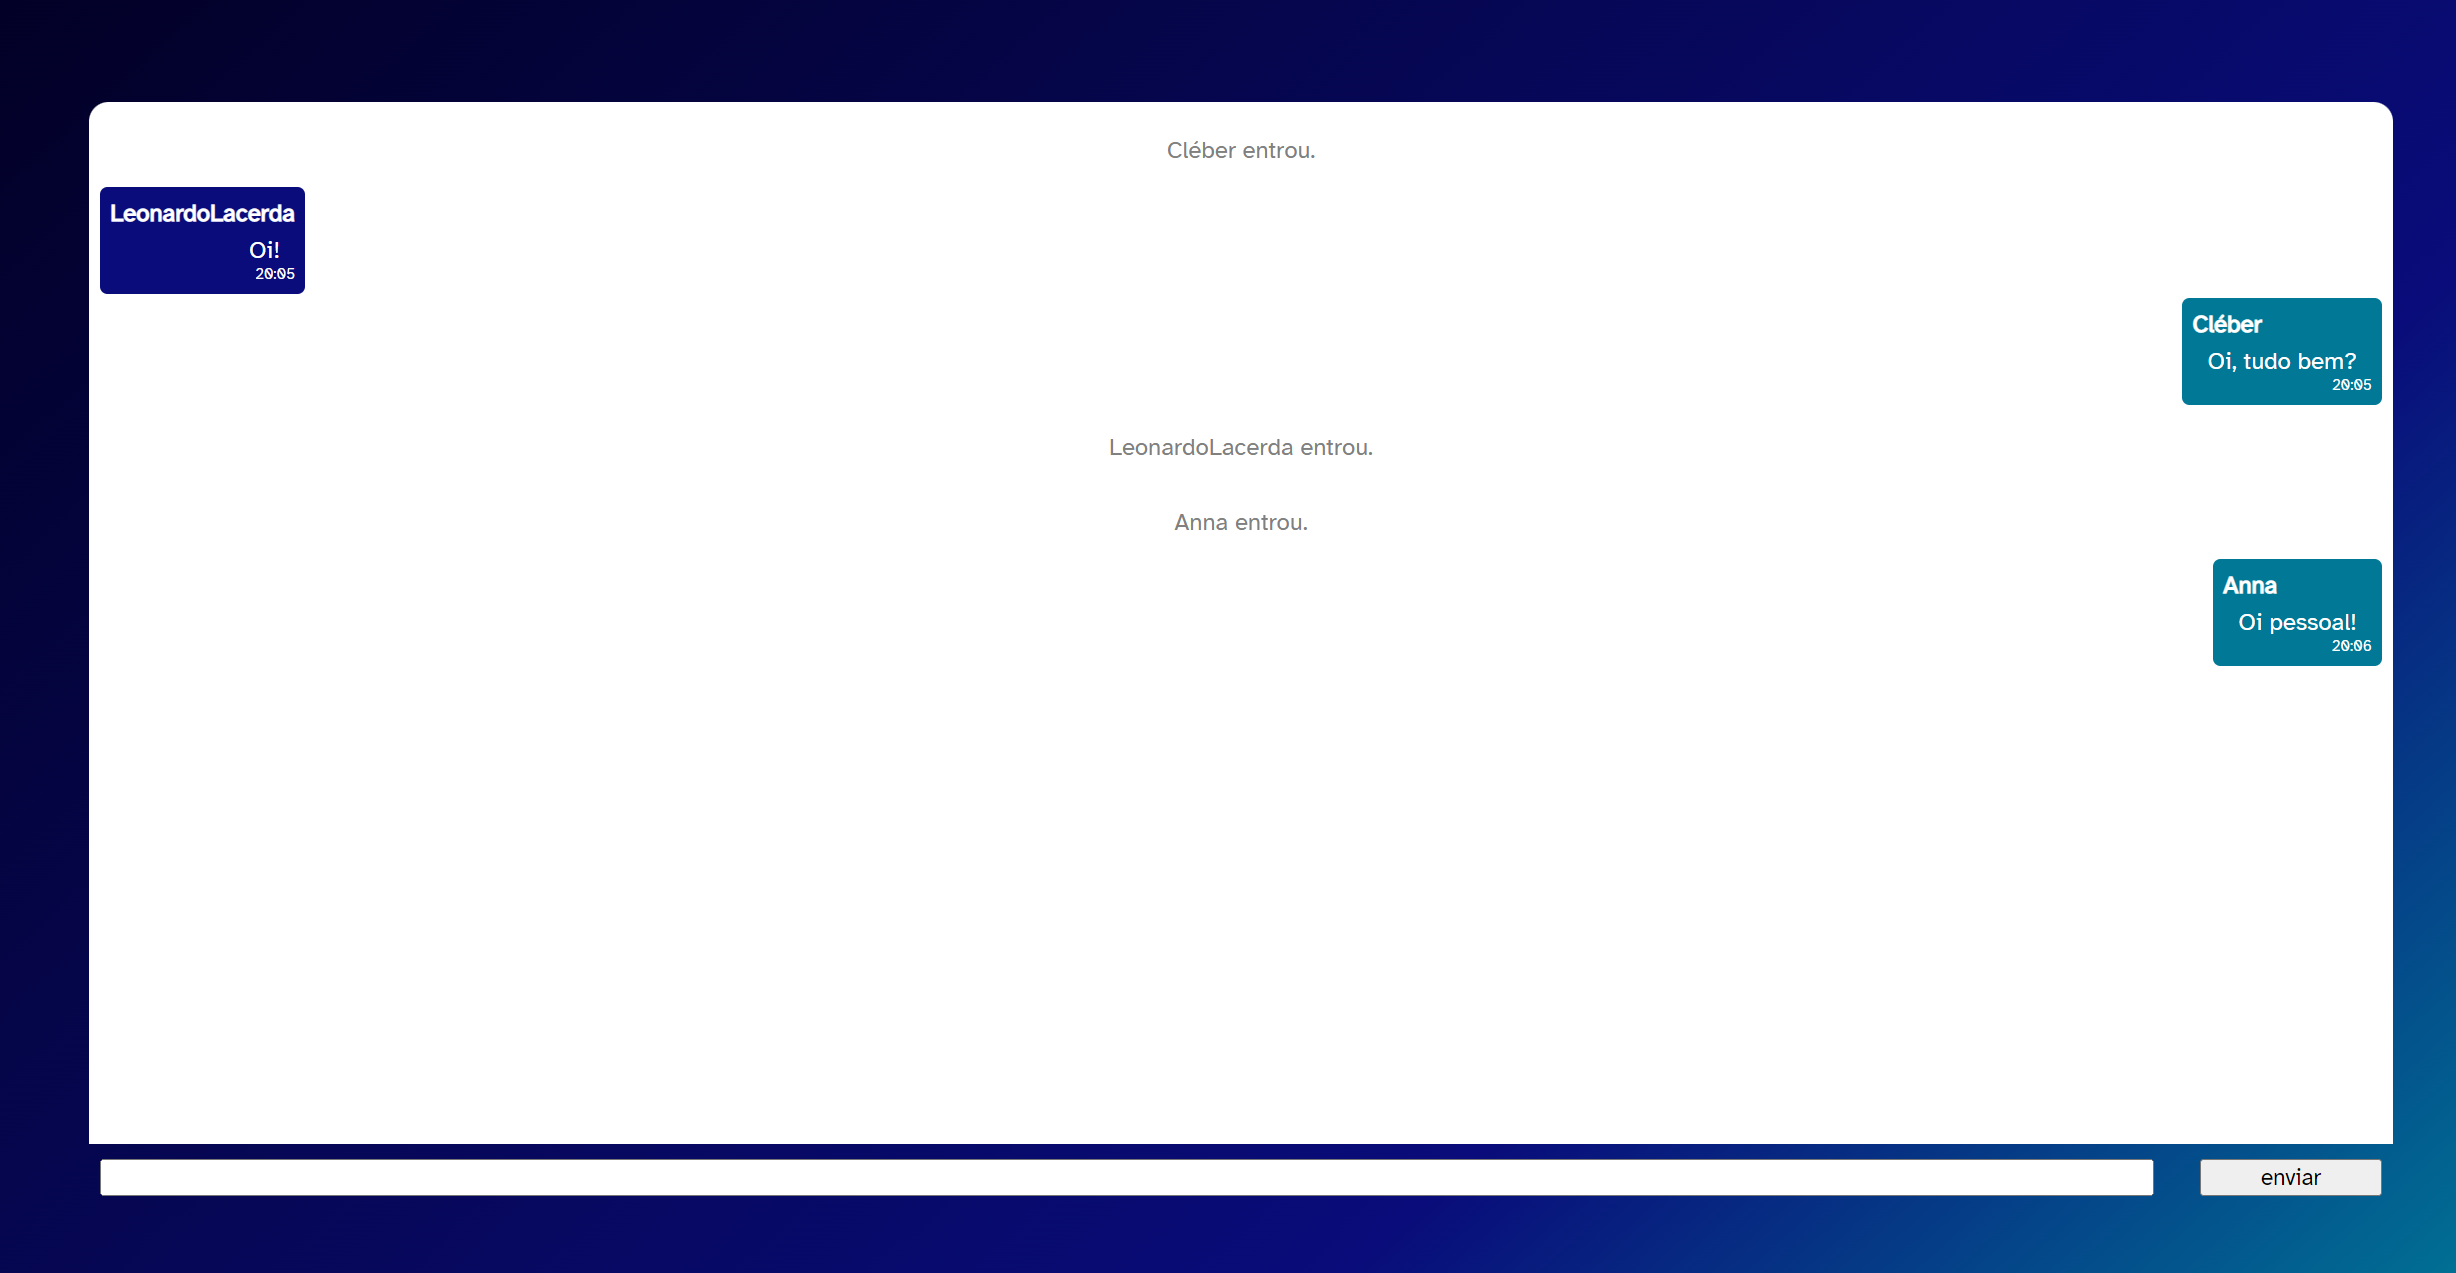 Cléber entrou.
LeonardoLacerda
Oi!
20:05
Cléber
Oi, tudo bem?
20:05
LeonardoLacerda entrou.
Anna entrou.
Anna
Oi pessoal!
20:06
enviar